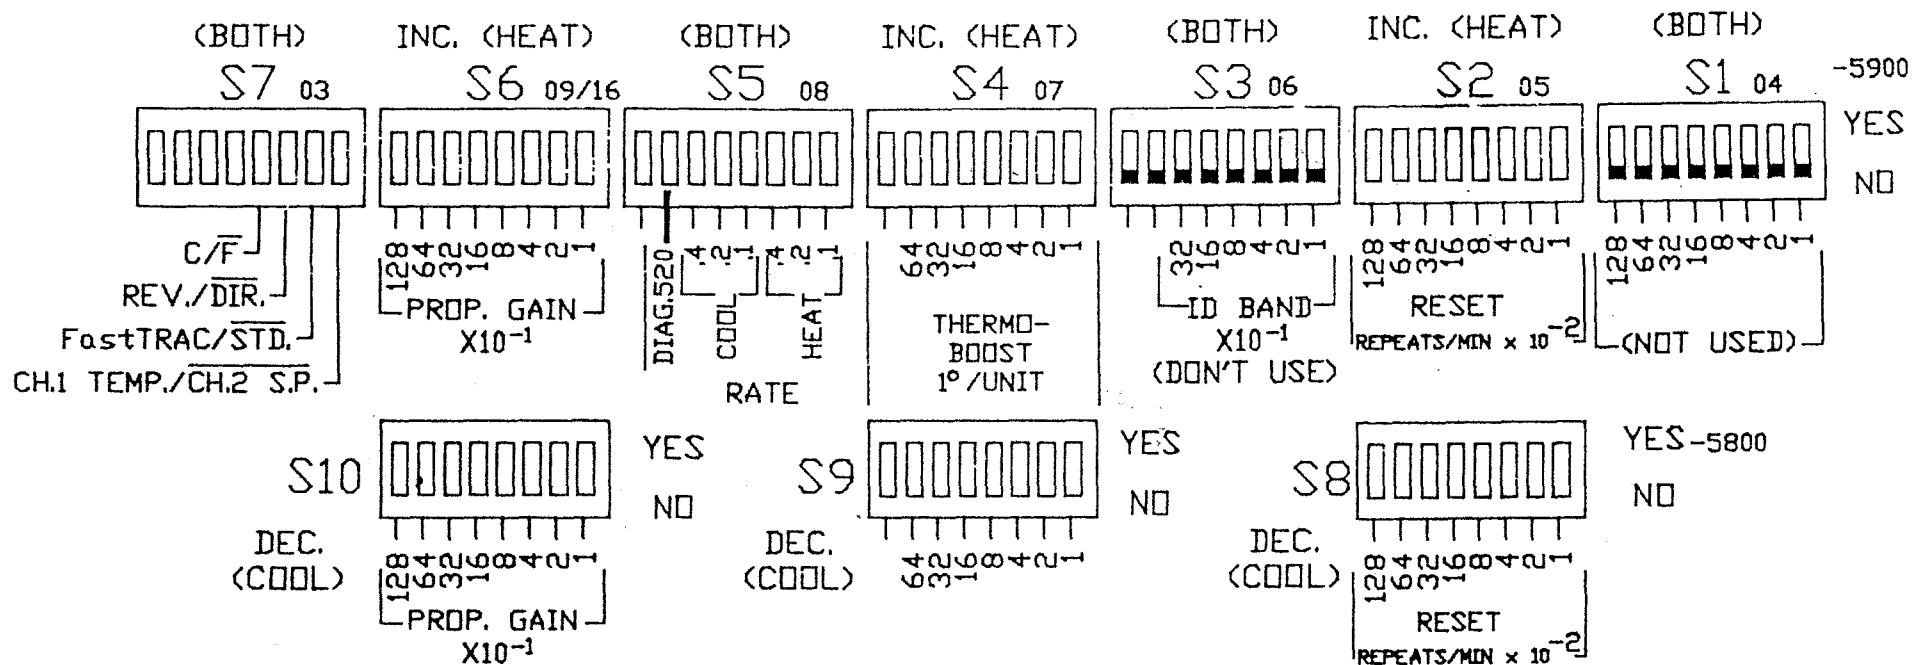 (BOTH) INC. (HEAT) (BOTH) INC. (HEAT) (BOTH) INC. (HEAT) (BOTH)
S7 03 S6 09/16 S5 08 S4 07 S3 06 S2 05 S1 04 -5900
YES
NO
C/F
REV./DIR.
FastTRAC/STD.
CH.1 TEMP./CH.2 S.P.
128 64 32 16 8 4 2 1
PROP. GAIN
X10⁻¹
DIAG.520
.4 .2 .1 .4 .2 .1
COOL HEAT
RATE
64 32 16 8 4 2 1
THERMO-
BOOST
1°/UNIT
32 16 8 4 2 1
ID BAND
X10⁻¹
(DON'T USE)
128 64 32 16 8 4 2 1
RESET
REPEATS/MIN x 10⁻²
128 64 32 16 8 4 2 1
(NOT USED)
S10
YES
NO
DEC.
(COOL)
128 64 32 16 8 4 2 1
PROP. GAIN
X10⁻¹
S9
YES
NO
DEC.
(COOL)
64 32 16 8 4 2 1
S8
YES -5800
NO
DEC.
(COOL)
128 64 32 16 8 4 2 1
RESET
REPEATS/MIN x 10⁻²